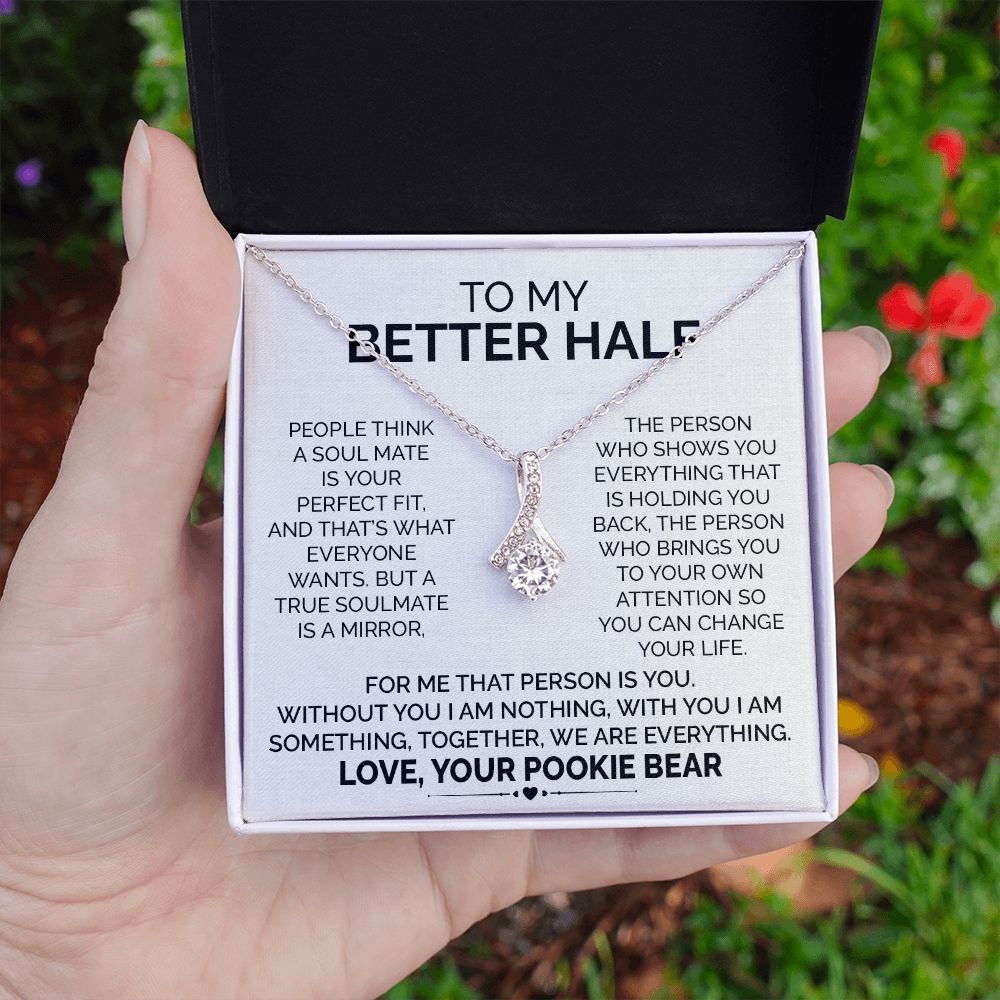 TO MY
BETTER HALF
PEOPLE THINK
A SOUL MATE
IS YOUR
PERFECT FIT,
AND THAT'S WHAT
EVERYONE
WANTS. BUT A
TRUE SOULMATE
IS A MIRROR,
THE PERSON
WHO SHOWS YOU
EVERYTHING THAT
IS HOLDING YOU
BACK, THE PERSON
WHO BRINGS YOU
TO YOUR OWN
ATTENTION SO
YOU CAN CHANGE
YOUR LIFE.
FOR ME THAT PERSON IS YOU.
WITHOUT YOU I AM NOTHING, WITH YOU I AM
SOMETHING, TOGETHER, WE ARE EVERYTHING.
LOVE, YOUR POOKIE BEAR